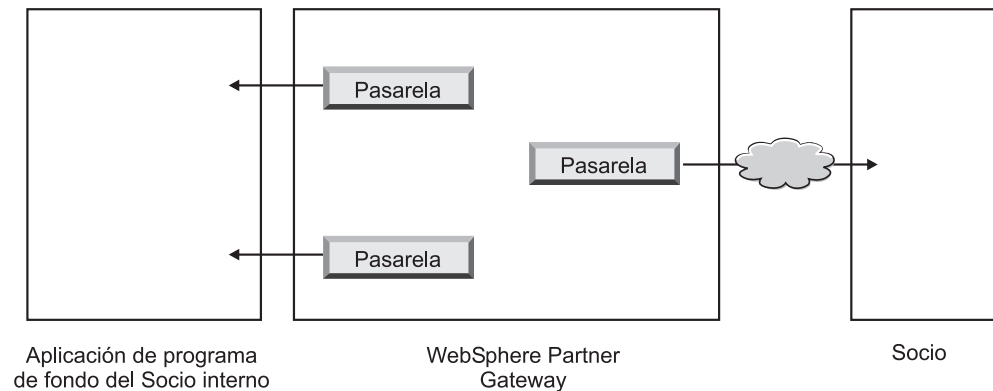 Pasarela
Pasarela
Pasarela
Aplicación de programa
de fondo del Socio interno
WebSphere Partner
Gateway
Socio